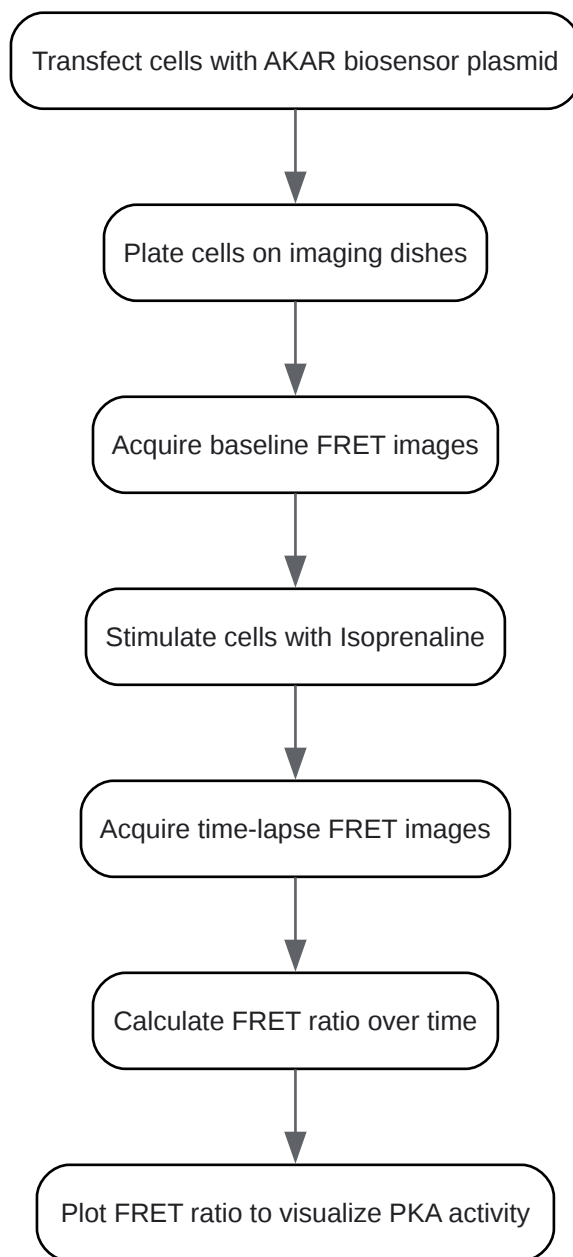 Transfect cells with AKAR biosensor plasmid
Plate cells on imaging dishes
Acquire baseline FRET images
Stimulate cells with Isoprenaline
Acquire time-lapse FRET images
Calculate FRET ratio over time
Plot FRET ratio to visualize PKA activity